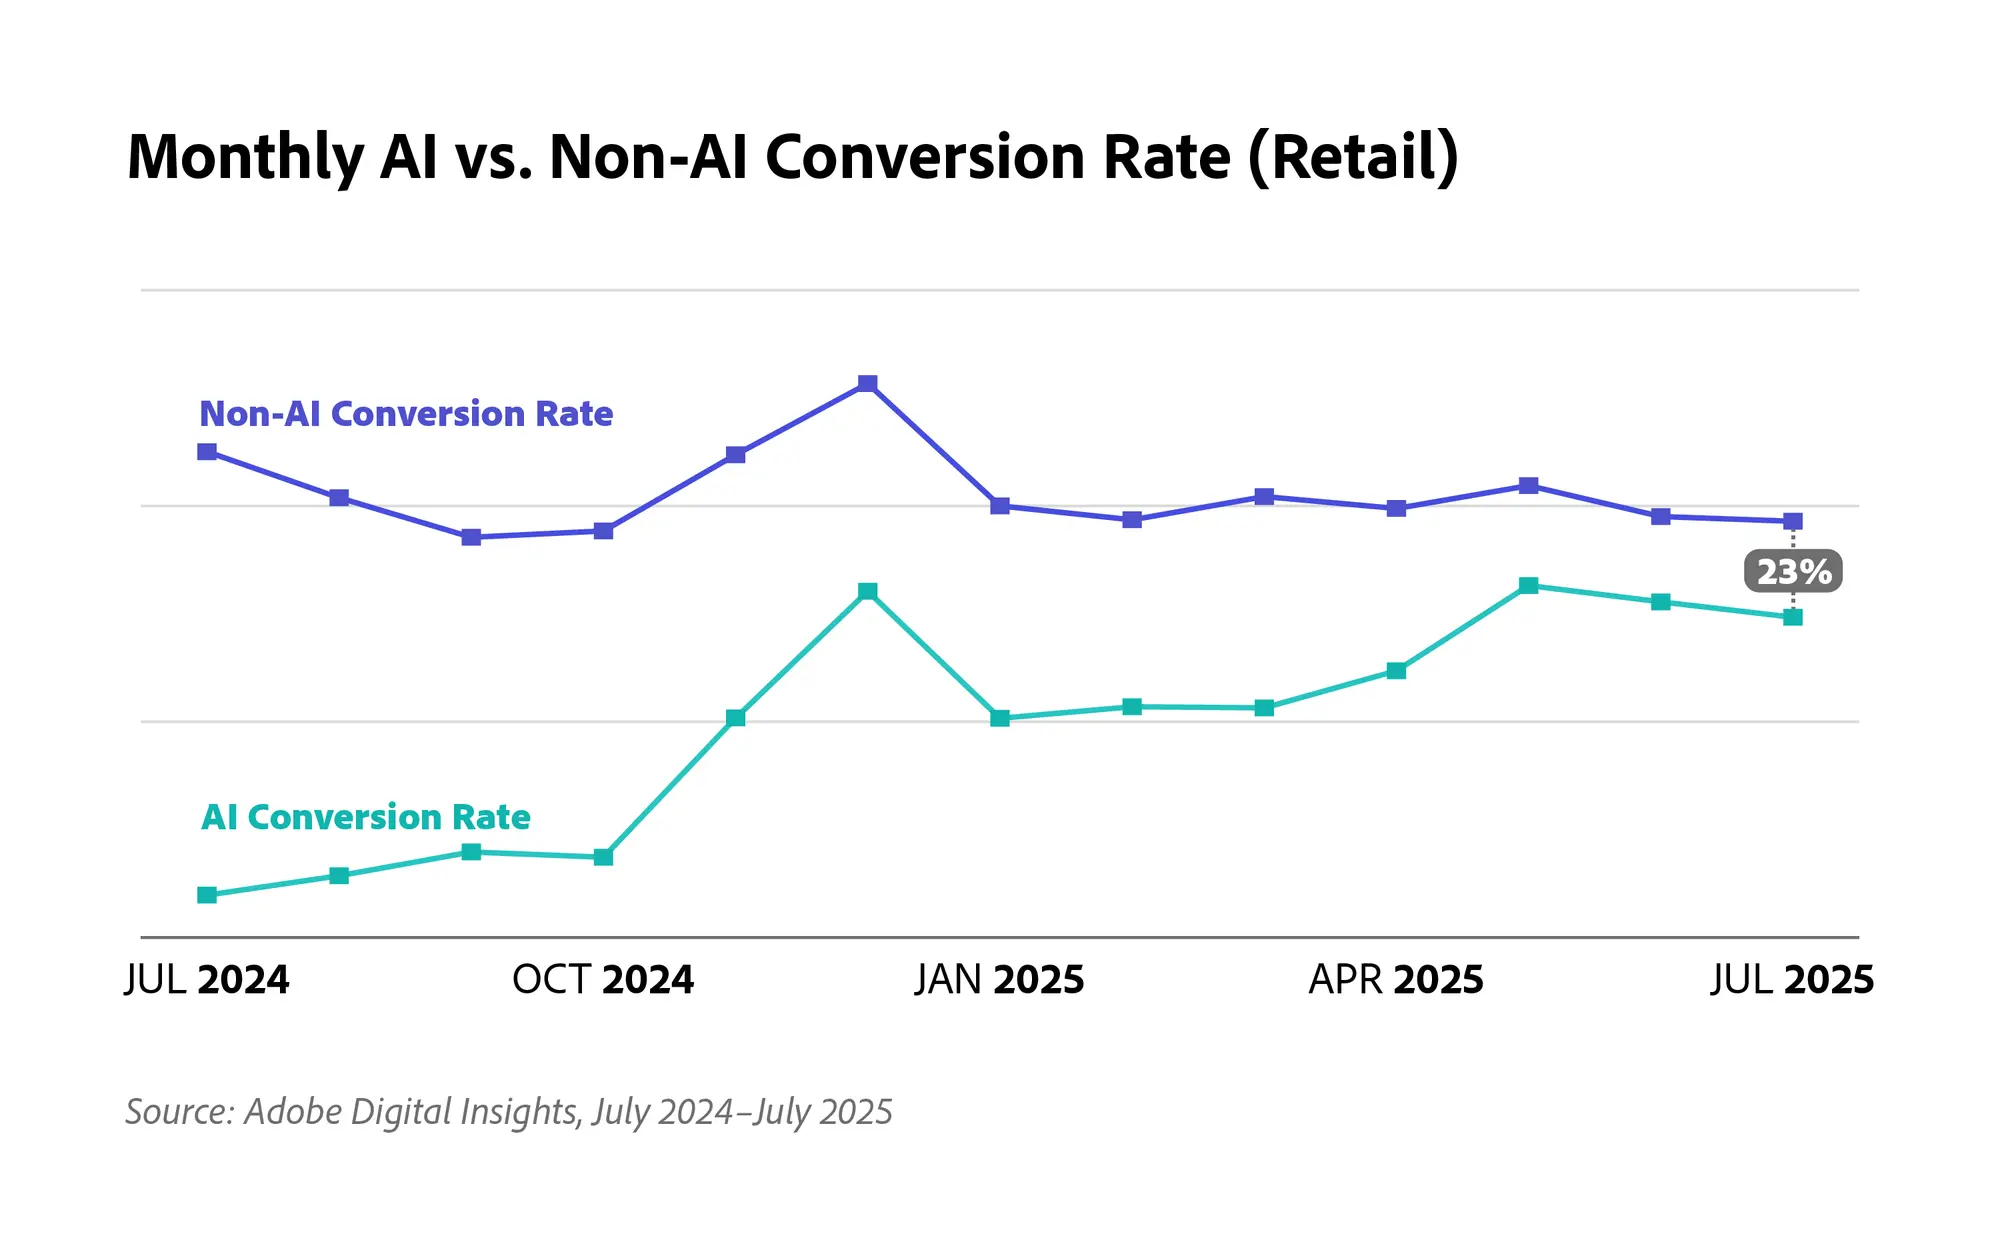 Monthly AI vs. Non-AI Conversion Rate (Retail)
Non-AI Conversion Rate
23%
AI Conversion Rate
JUL 2024 OCT 2024 JAN 2025 APR 2025 JUL 2025
Source: Adobe Digital Insights, July 2024–July 2025